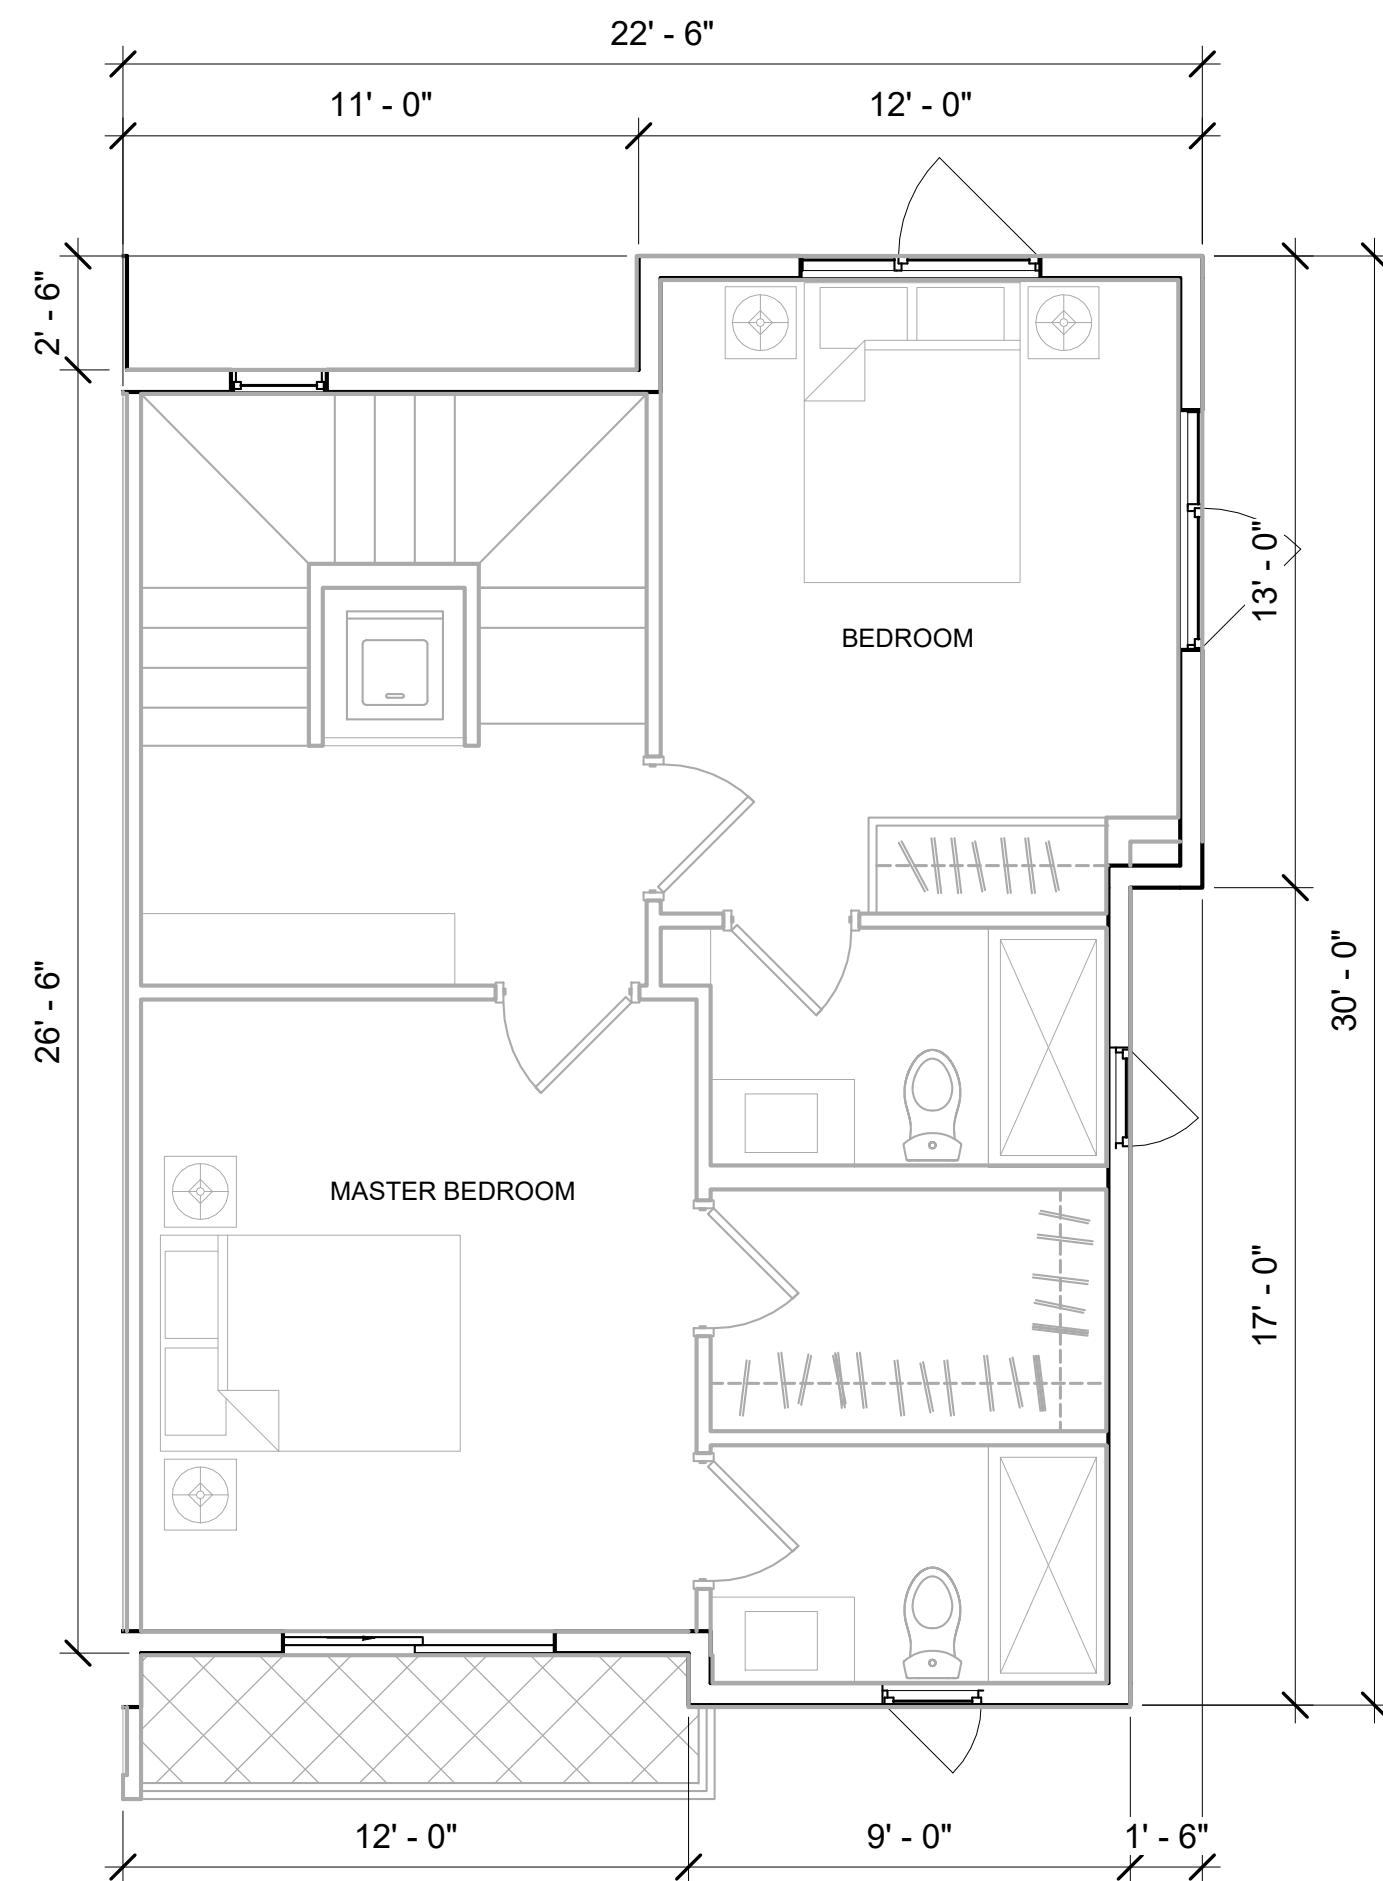 22' - 6"
11' - 0"
12' - 0"
2' - 6"
13' - 0"
BEDROOM
26' - 6"
30' - 0"
MASTER BEDROOM
17' - 0"
12' - 0"
9' - 0"
1' - 6"